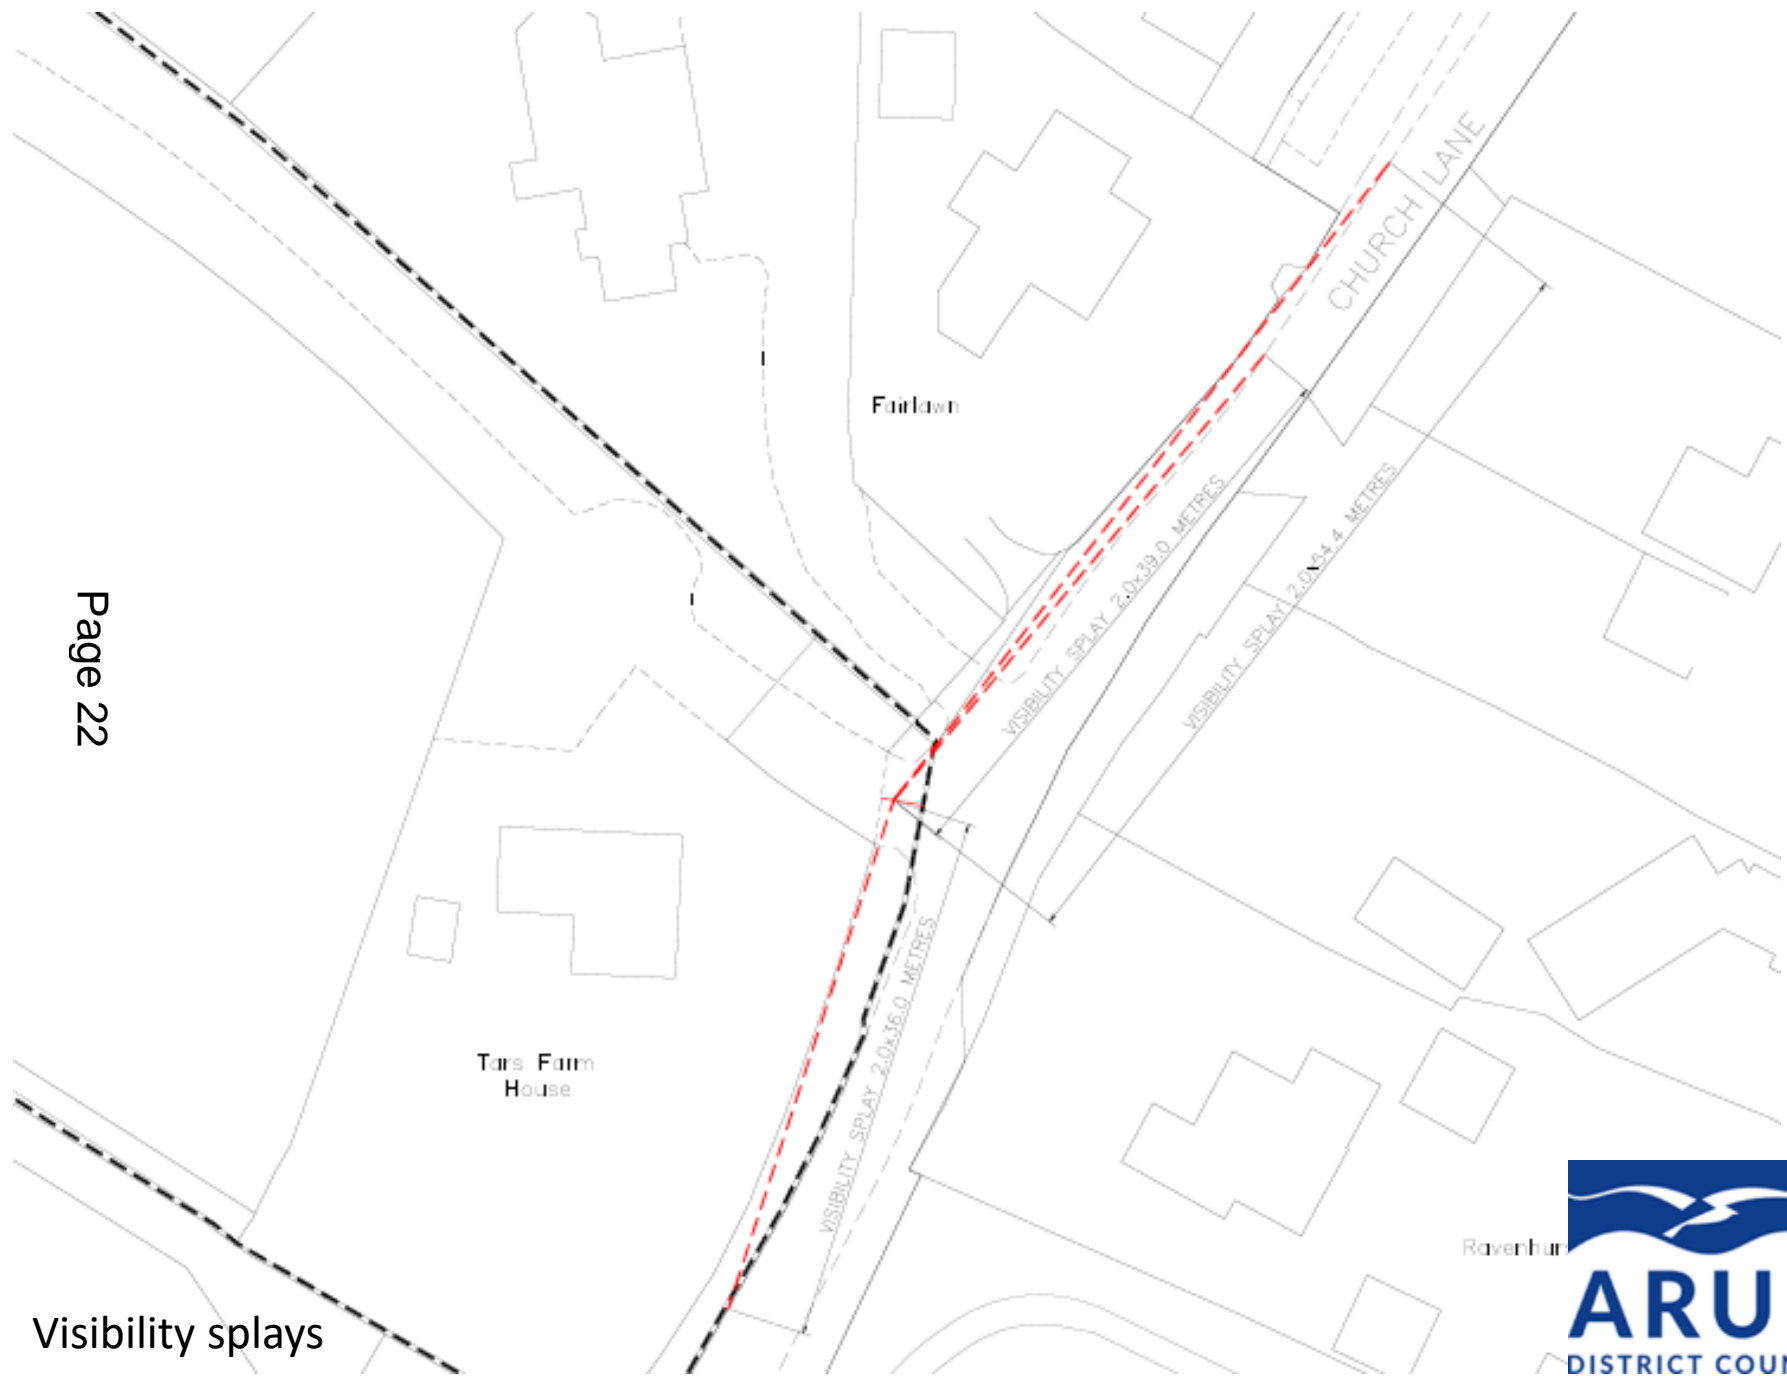 CHURCH LANE
Fairlawn
VISIBILITY SPLAY 2.0x39.0 METRES
VISIBILITY SPLAY 2.0x54.4 METRES
Page 22
VISIBILITY SPLAY 2.0x36.0 METRES
Tars Farm
House
Ravenhur
Visibility splays
ARU
DISTRICT COUN